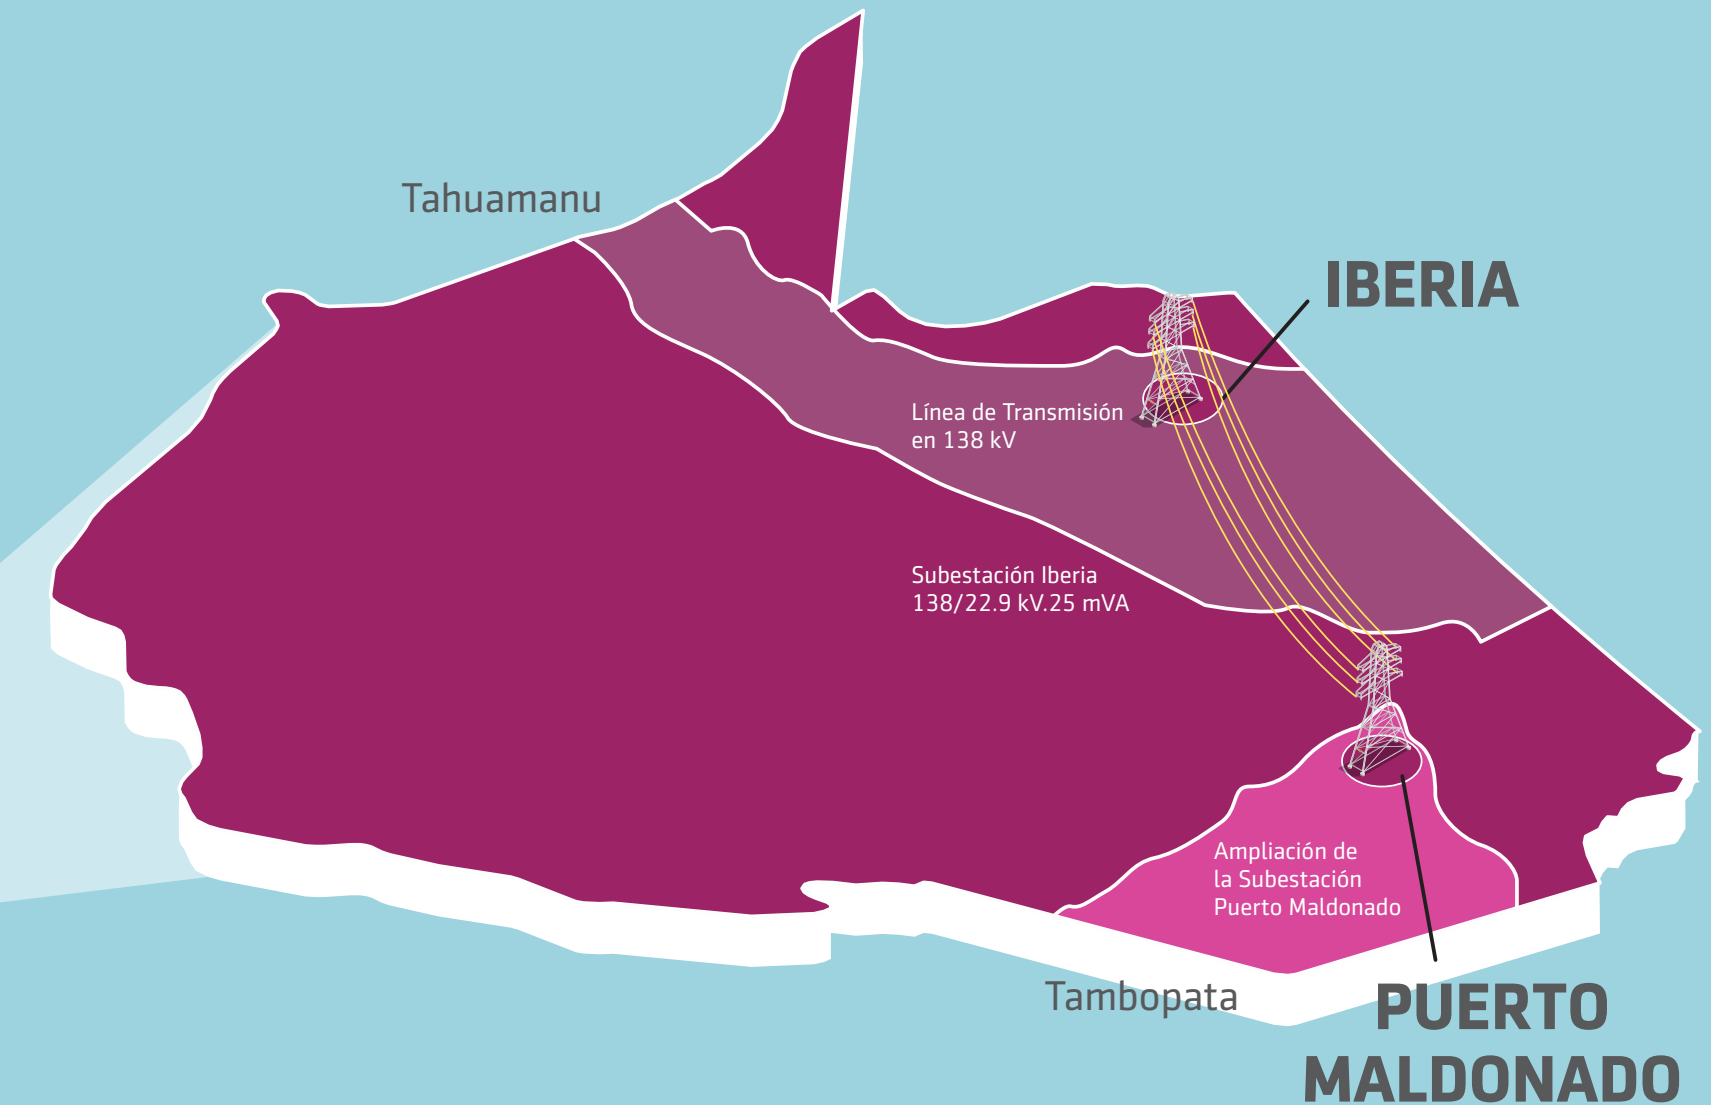 Tahuamanu
IBERIA
Línea de Transmisión
en 138 kV
Subestación Iberia
138/22.9 kV.25 mVA
Ampliación de
la Subestación
Puerto Maldonado
Tambopata
PUERTO
MALDONADO